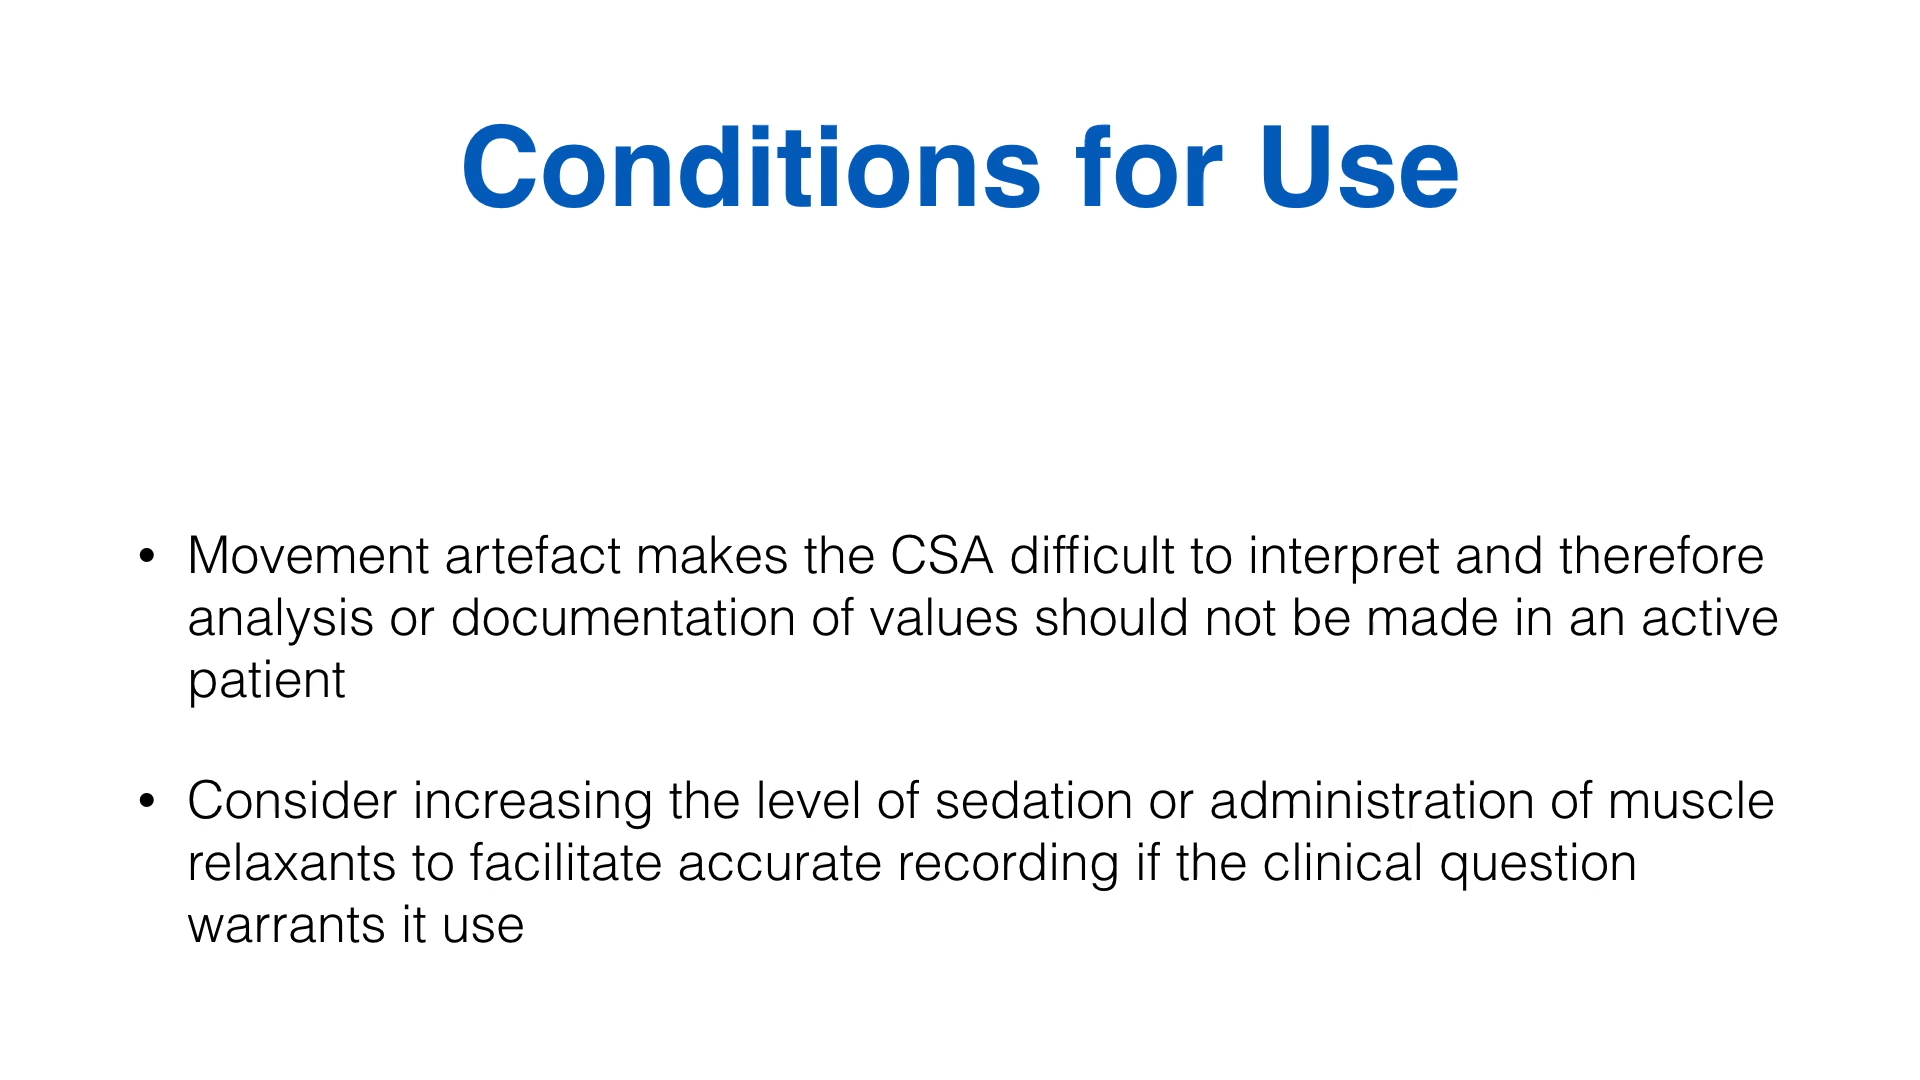 Conditions for Use
• Movement artefact makes the CSA difficult to interpret and therefore
analysis or documentation of values should not be made in an active
patient
• Consider increasing the level of sedation or administration of muscle
relaxants to facilitate accurate recording if the clinical question
warrants it use